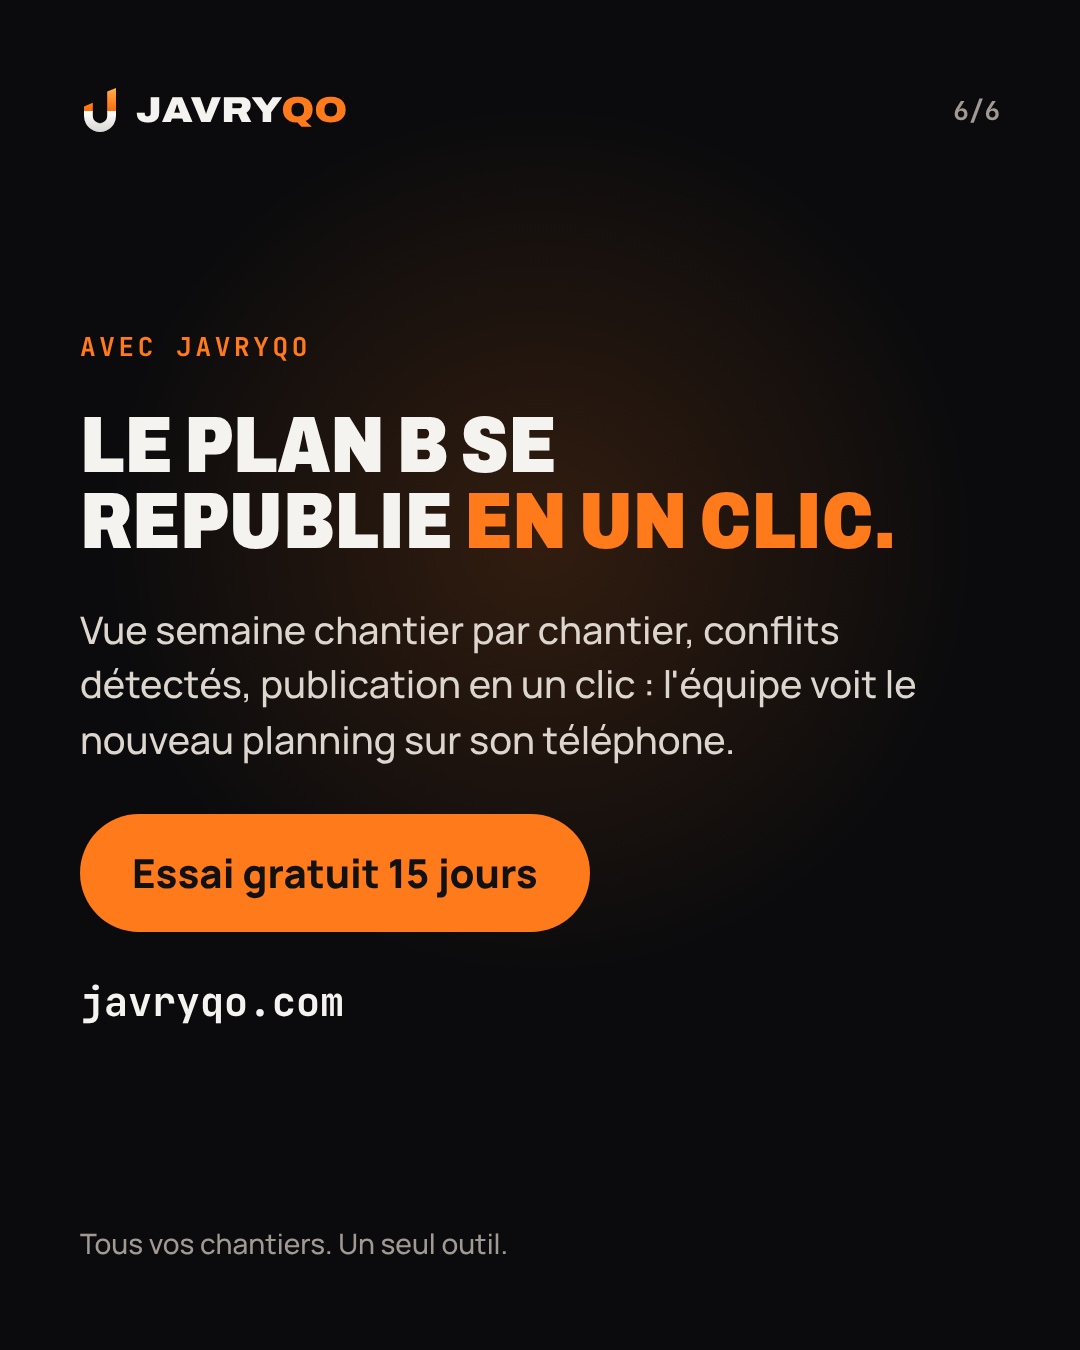 JAVRYQO
6/6
AVEC JAVRYQO
LE PLAN B SE
REPUBLIE EN UN CLIC.
Vue semaine chantier par chantier, conflits
détectés, publication en un clic : l'équipe voit le
nouveau planning sur son téléphone.
Essai gratuit 15 jours
javryqo.com
Tous vos chantiers. Un seul outil.